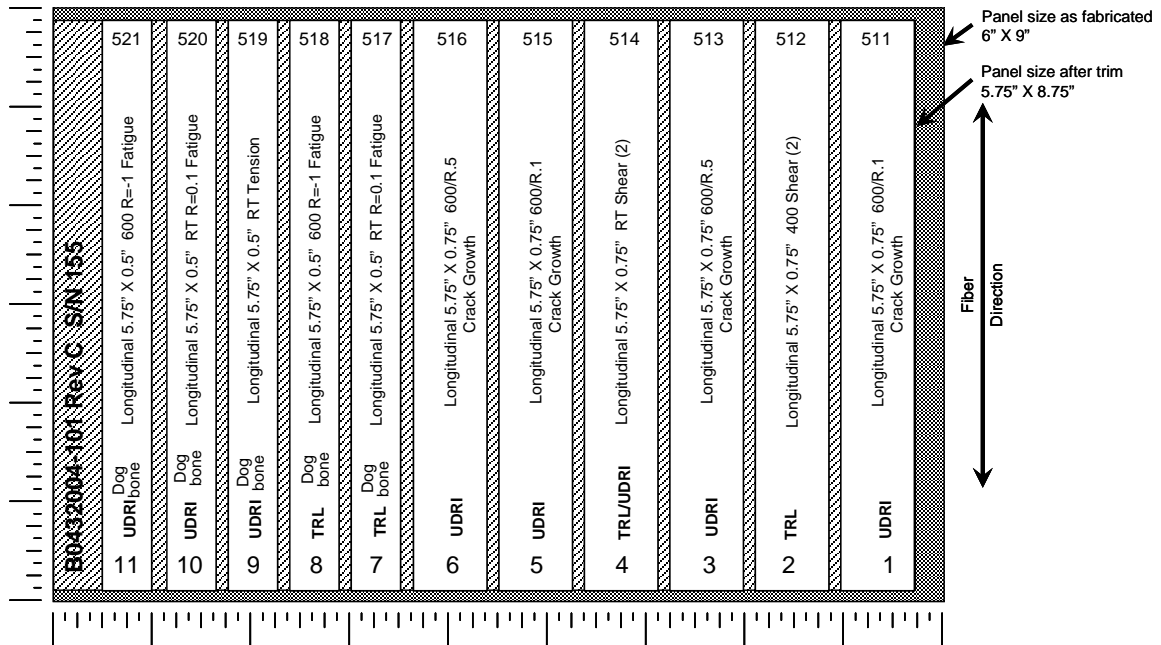 521 520 519 518 517 516 515 514 513 512 511
Panel size as fabricated
6” X 9”
Panel size after trim
5.75” X 8.75”
B0432004-101 Rev C S/N 155
Longitudinal 5.75” X 0.5” 600 R=-1 Fatigue
Dog
bone
UDRI
11
Longitudinal 5.75” X 0.5” RT R=0.1 Fatigue
Dog
bone
UDRI
10
Longitudinal 5.75” X 0.5” RT Tension
Dog
bone
UDRI
9
Longitudinal 5.75” X 0.5” 600 R=-1 Fatigue
Dog
bone
TRL
8
Longitudinal 5.75” X 0.5” RT R=0.1 Fatigue
Dog
bone
TRL
7
Longitudinal 5.75” X 0.75” 600/R.5
Crack Growth
UDRI
6
Longitudinal 5.75” X 0.75” 600/R.1
Crack Growth
UDRI
5
Longitudinal 5.75” X 0.75” RT Shear (2)
TRL/UDRI
4
Longitudinal 5.75” X 0.75” 600/R.5
Crack Growth
UDRI
3
Longitudinal 5.75” X 0.75” 400 Shear (2)
TRL
2
Longitudinal 5.75” X 0.75” 600/R.1
Crack Growth
UDRI
1
Fiber
Direction